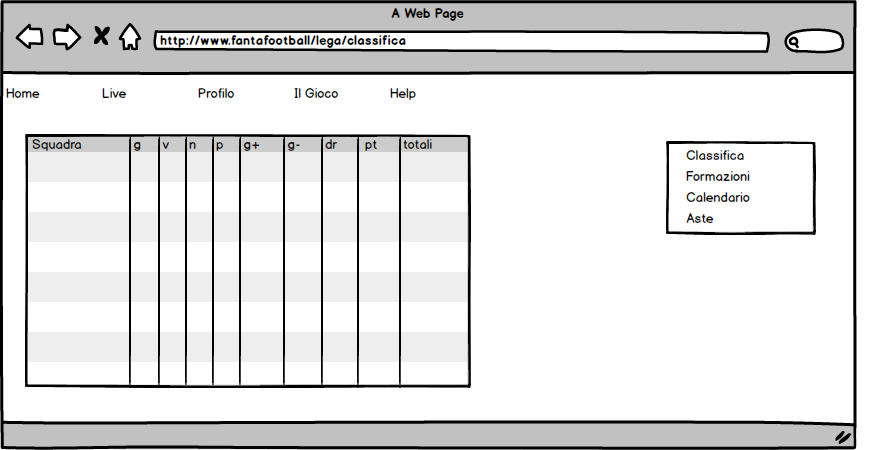 A Web Page
http://www.fantafootball/lega/classifica
Home Live Profilo Il Gioco Help
Squadra g v n p g+ g- dr pt totali
Classifica
Formazioni
Calendario
Aste